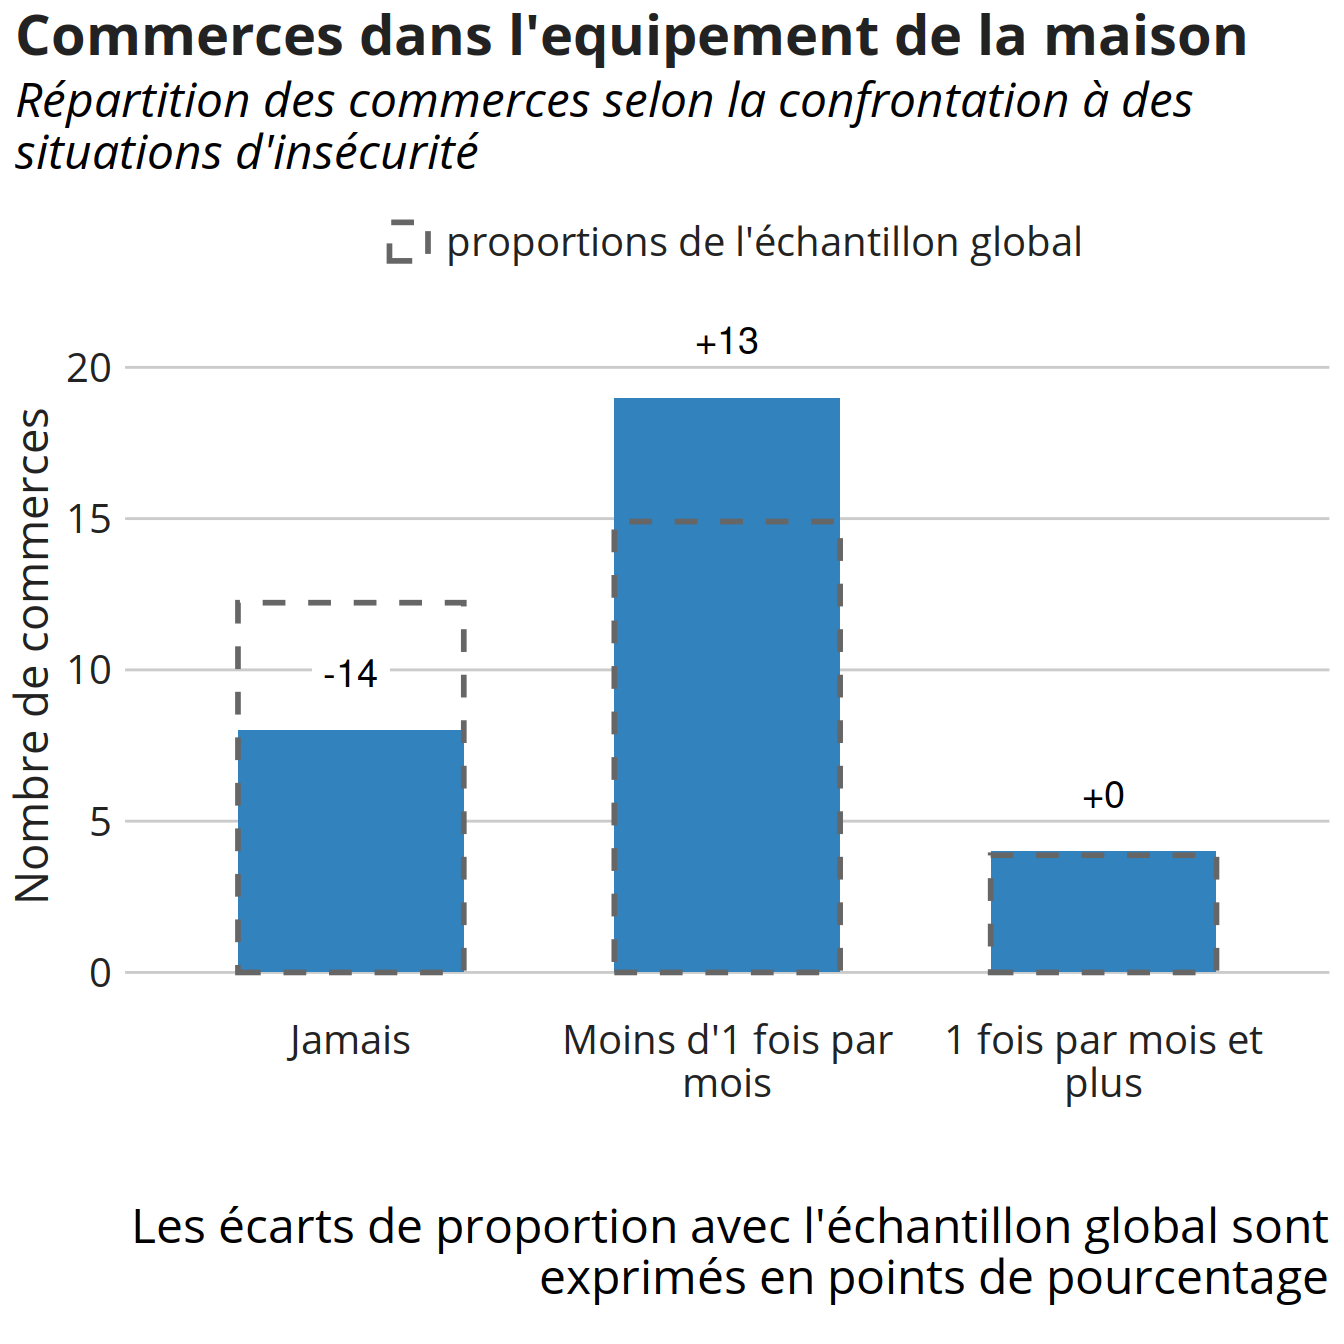 Commerces dans l'equipement de la maison
Répartition des commerces selon la confrontation à des
situations d'insécurité
proportions de l'échantillon global
+13
20
15
-14
10
+0
5
0
Nombre de commerces
Jamais
Moins d'1 fois par
mois
1 fois par mois et
plus
Les écarts de proportion avec l'échantillon global sont
exprimés en points de pourcentage